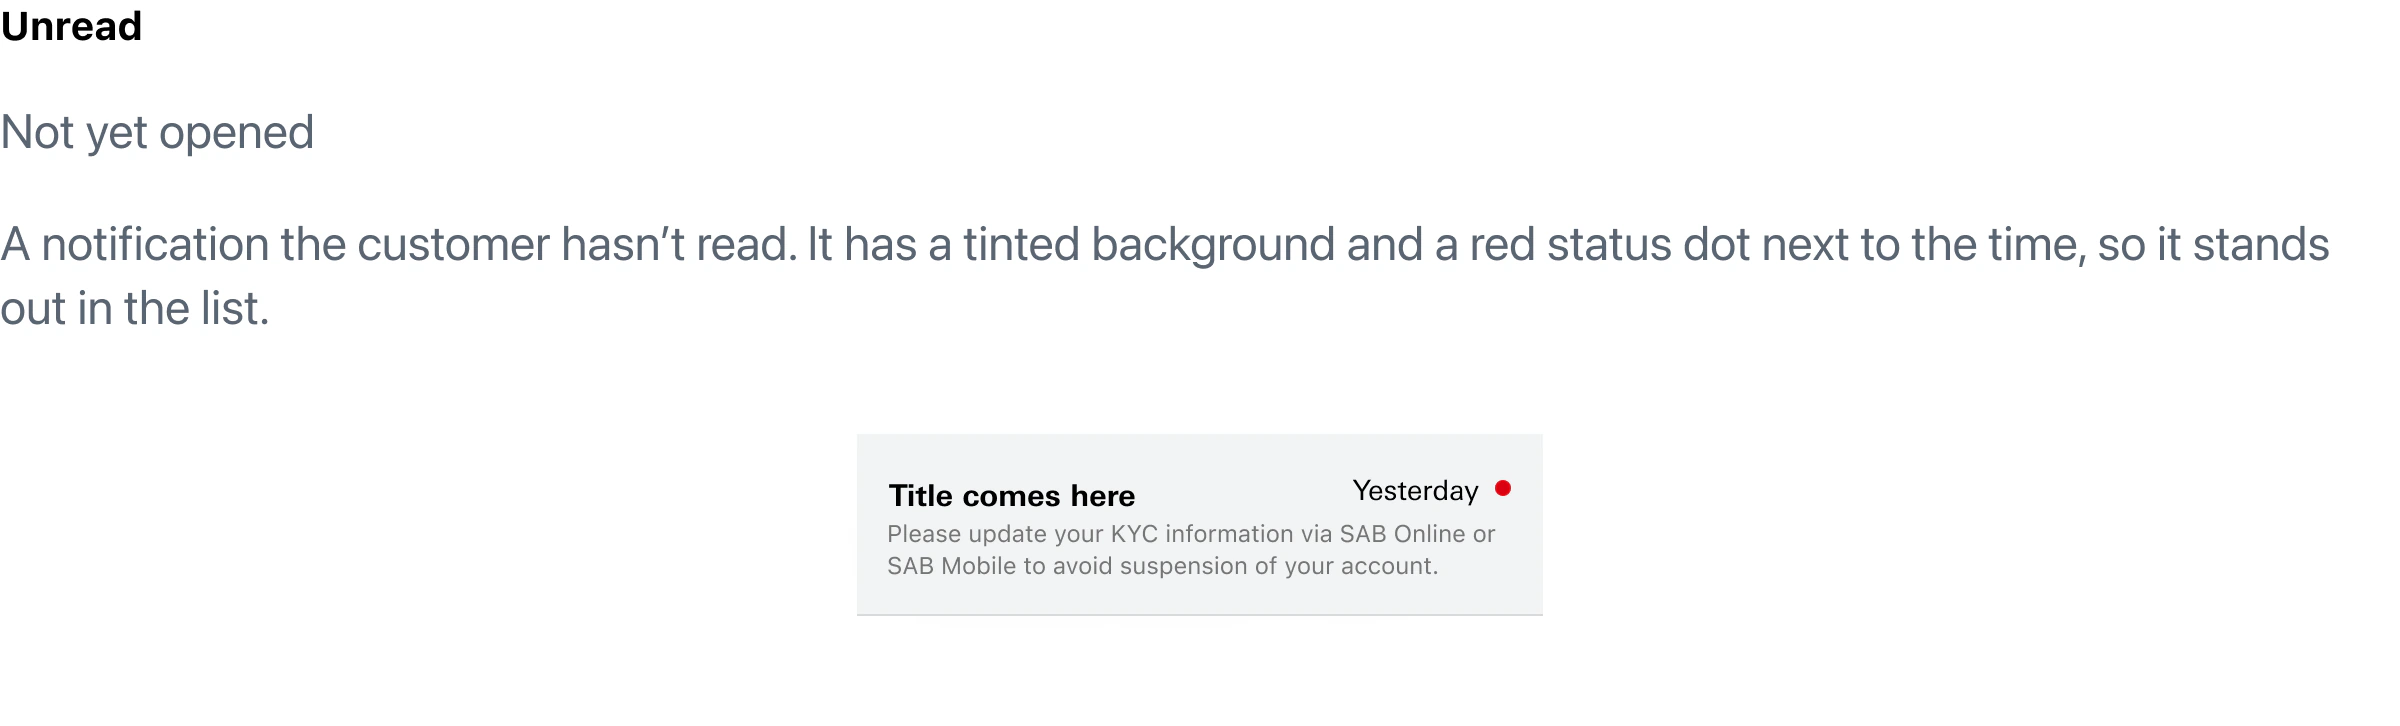 Unread
Not yet opened
A notification the customer hasn’t read. It has a tinted background and a red status dot next to the time, so it stands
out in the list.
Title comes here
Yesterday
Please update your KYC information via SAB Online or
SAB Mobile to avoid suspension of your account.